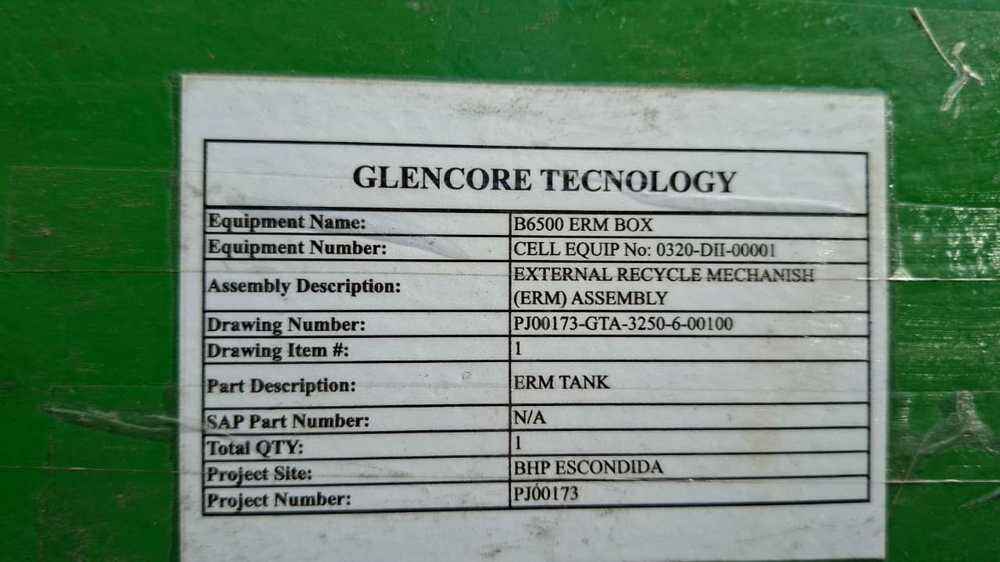 GLENCORE TECNOLOGY
Equipment Name: B6500 ERM BOX
Equipment Number: CELL EQUIP No: 0320-DII-00001
Assembly Description: EXTERNAL RECYCLE MECHANISH
(ERM) ASSEMBLY
Drawing Number: PJ00173-GTA-3250-6-00100
Drawing Item #: 1
Part Description: ERM TANK
SAP Part Number: N/A
Total QTY: 1
Project Site: BHP ESCONDIDA
Project Number: PJ00173